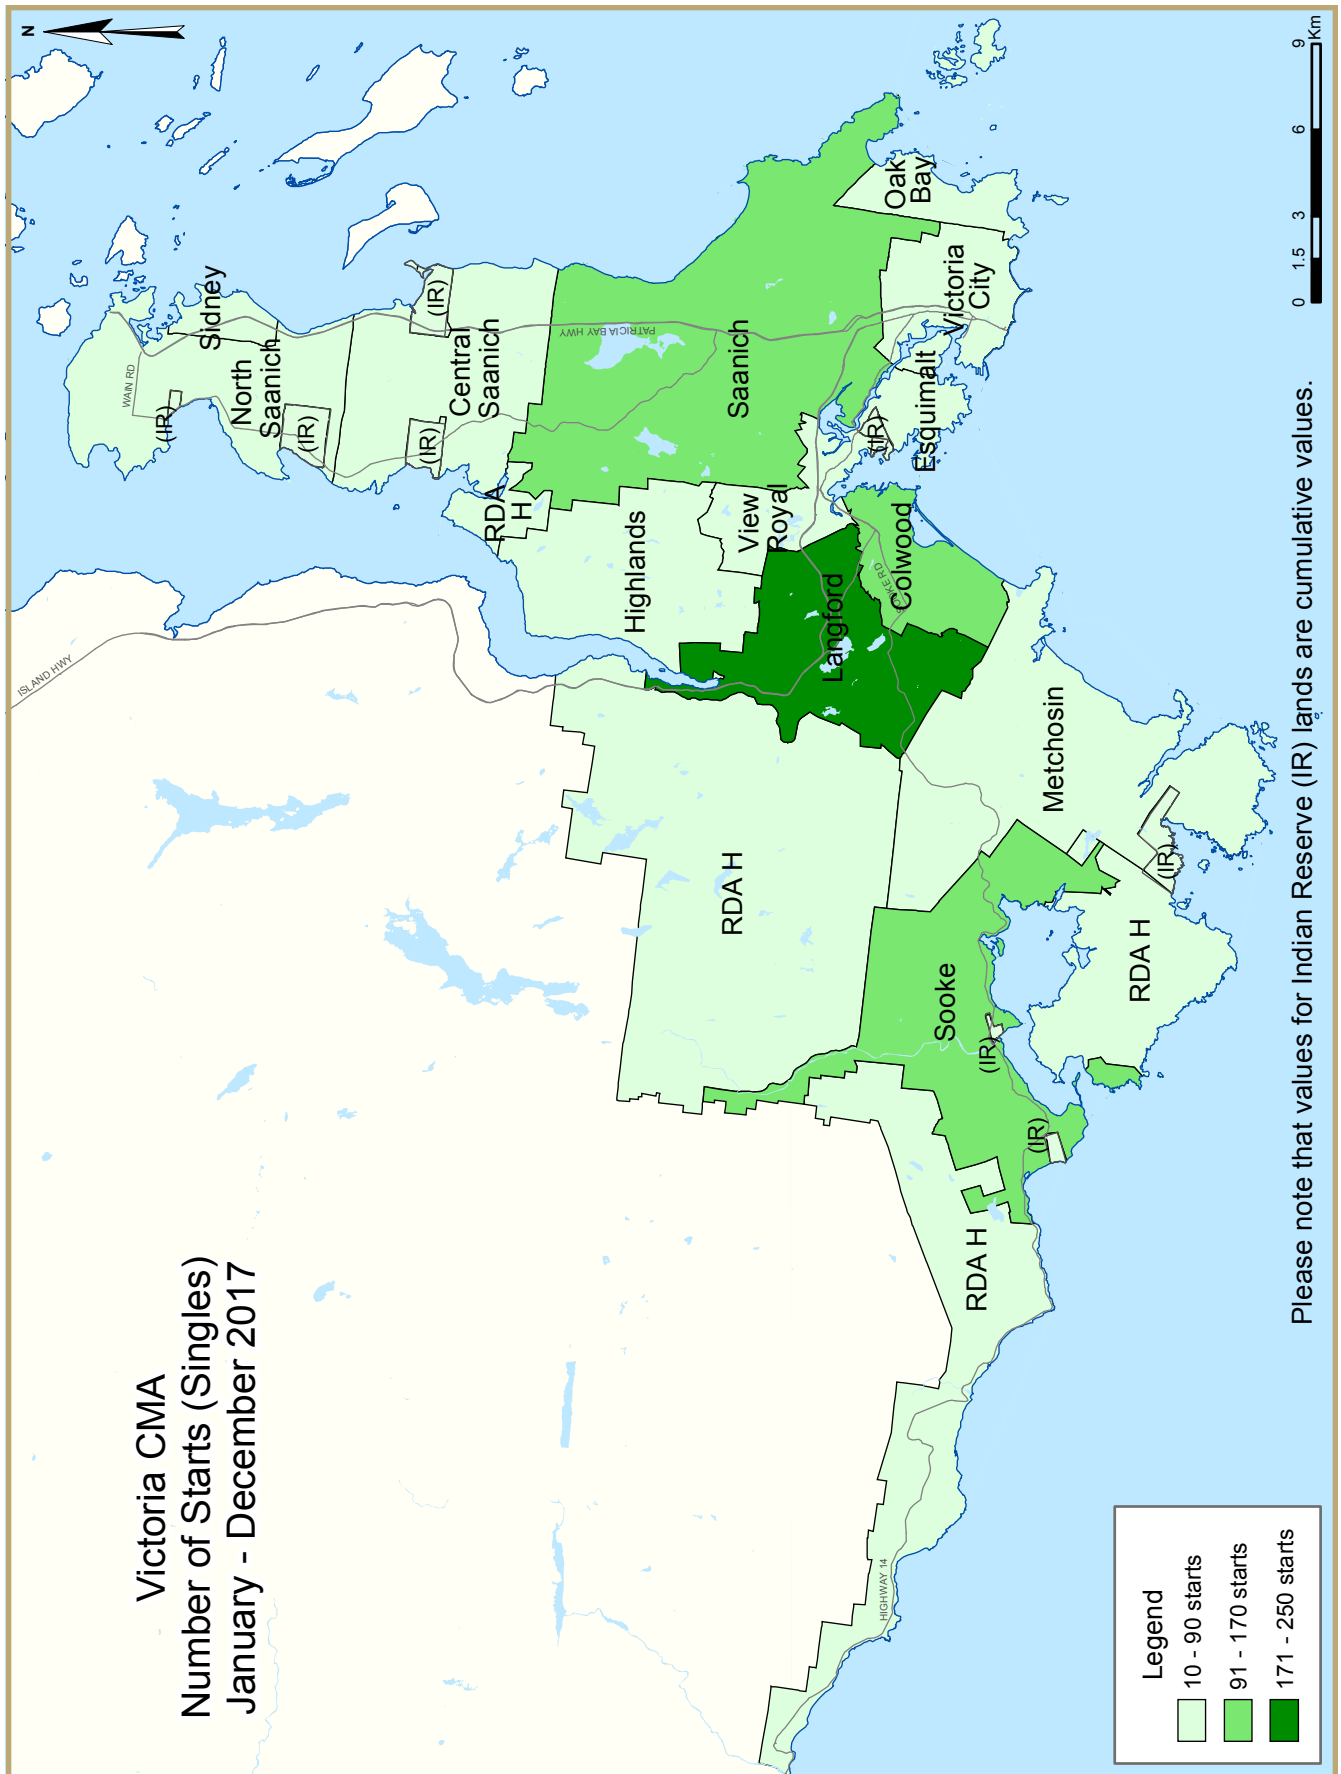 Victoria CMA
Number of Starts (Singles)
January - December 2017
N
ISLAND HWY
WAIN RD
(IR)
Sidney
North
Saanich
(IR)
(IR)
Central
Saanich
(IR)
RDA
H
PATRICIA BAY HWY
Saanich
Highlands
View
Royal
Oak
Bay
Victoria
City
Esquimalt
(IR)
Langford
Colwood
RDA H
Metchosin
(IR)
Sooke
(IR)
(IR)
RDA H
RDA H
HIGHWAY 14
Legend
10 - 90 starts
91 - 170 starts
171 - 250 starts
0 1.5 3 6 9
Km
Please note that values for Indian Reserve (IR) lands are cumulative values.